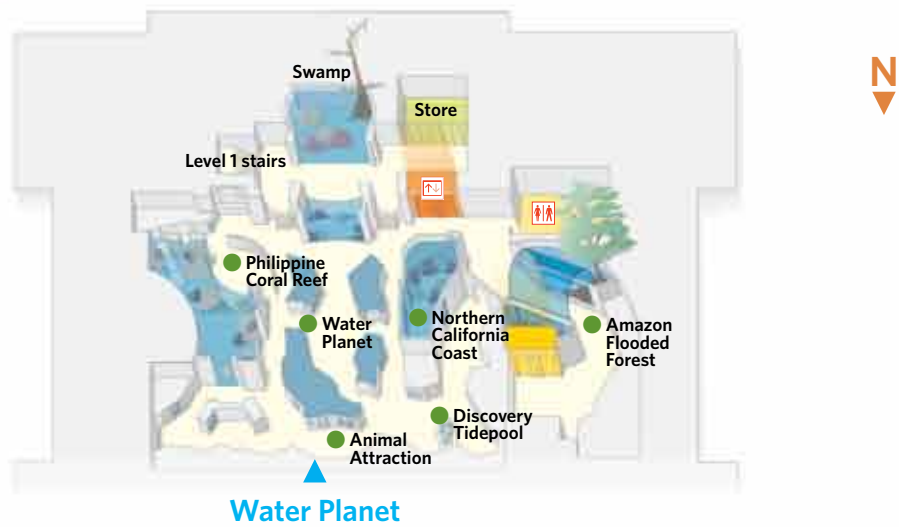 N
Swamp
Store
Level 1 stairs
Philippine
Coral Reef
Water
Planet
Northern
California
Coast
Amazon
Flooded
Forest
Discovery
Tidepool
Animal
Attraction
Water Planet